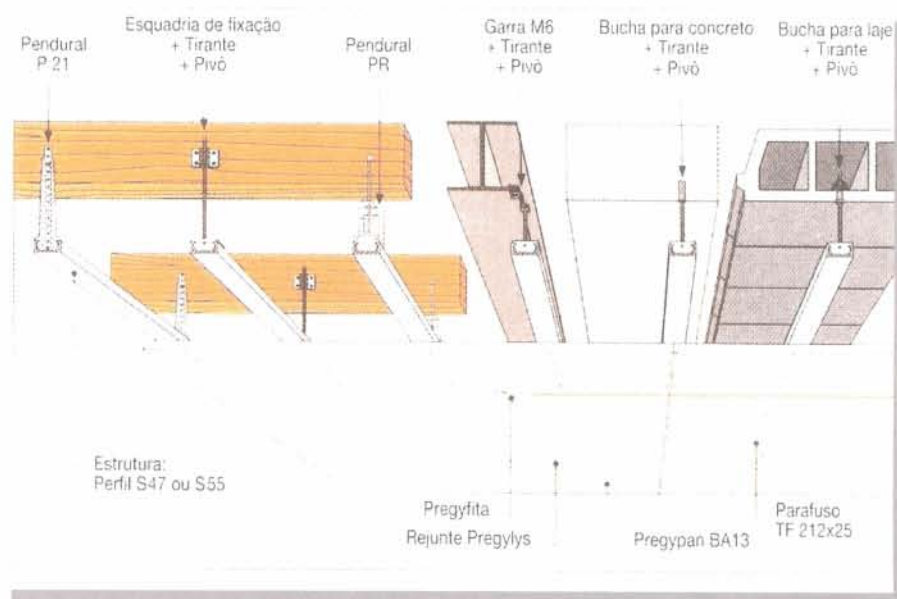 Pendural
P 21
Esquadria de fixação
+ Tirante
+ Pivô
Pendural
PR
Garra M6
+ Tirante
+ Pivô
Bucha para concreto
+ Tirante
+ Pivô
Bucha para laje
+ Tirante
+ Pivô
Estrutura:
Perfil S47 ou S55
Pregyfita
Rejunte Pregylys
Pregypan BA13
Parafuso
TF 212x25